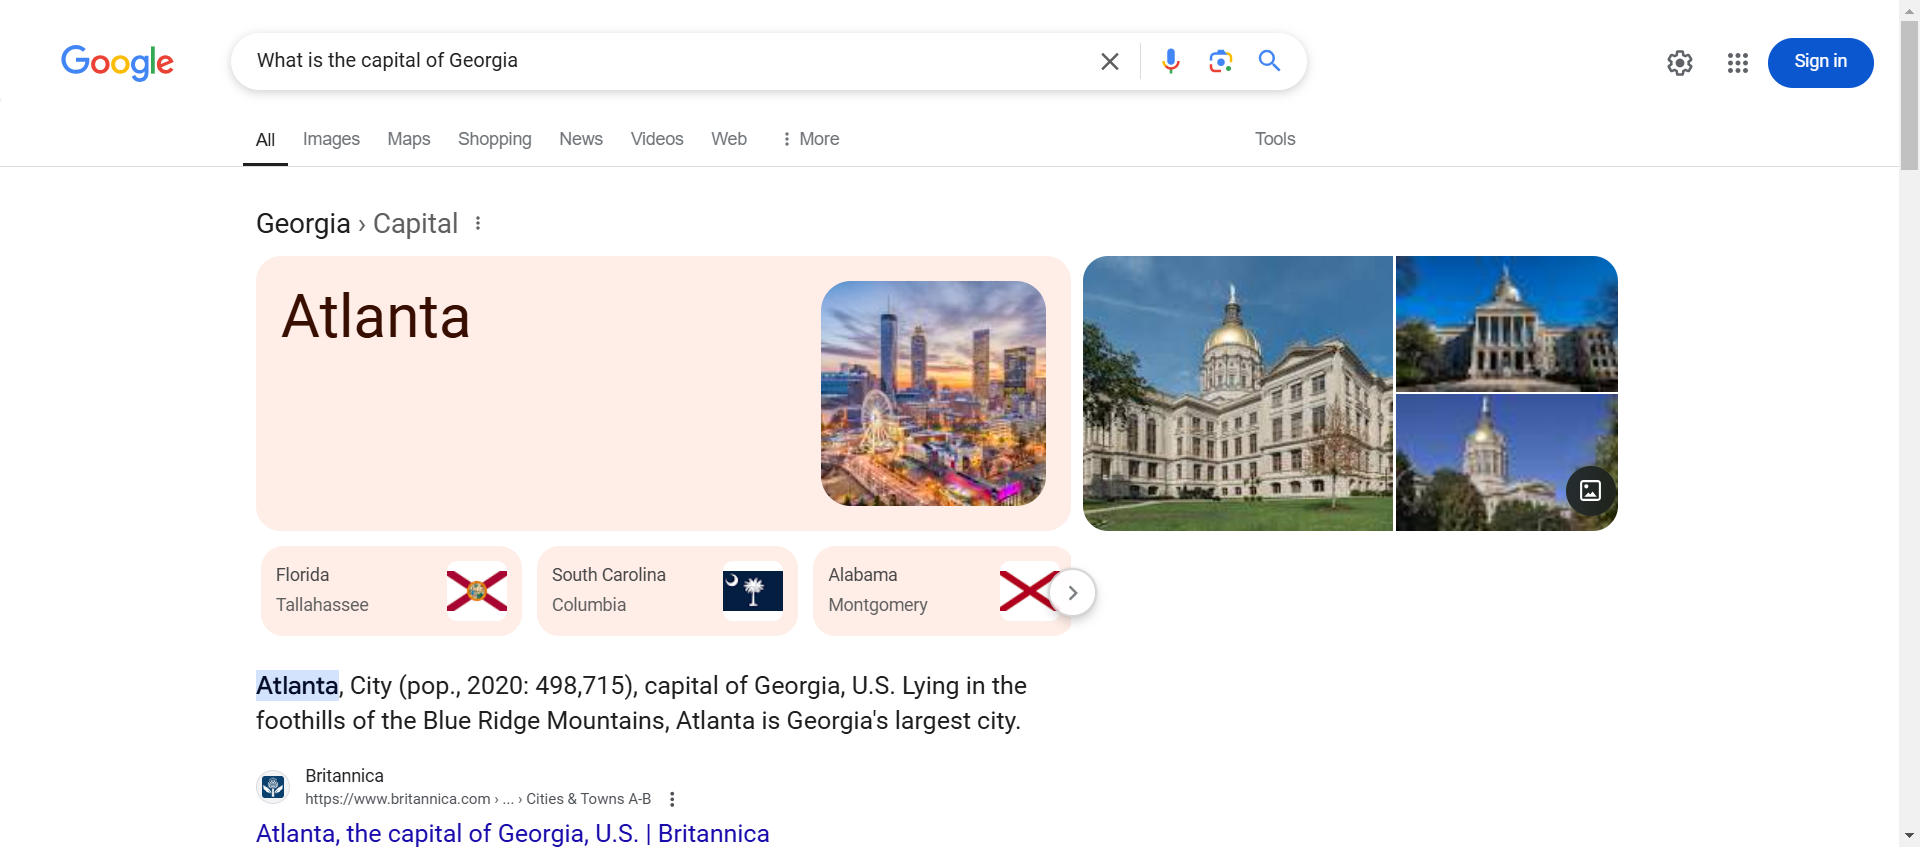 Google
What is the capital of Georgia
Sign in
All Images Maps Shopping News Videos Web More Tools
Georgia › Capital
Atlanta
Florida
Tallahassee
South Carolina
Columbia
Alabama
Montgomery
Atlanta, City (pop., 2020: 498,715), capital of Georgia, U.S. Lying in the
foothills of the Blue Ridge Mountains, Atlanta is Georgia's largest city.
Britannica
https://www.britannica.com › ... › Cities & Towns A-B
Atlanta, the capital of Georgia, U.S. | Britannica